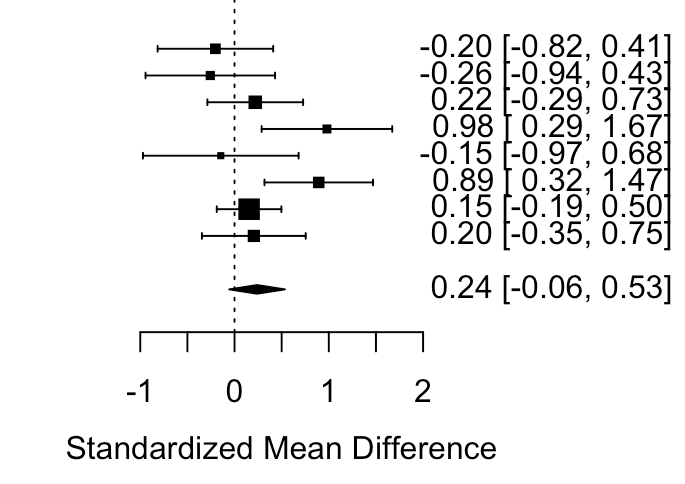 -0.20 [-0.82, 0.41]
-0.26 [-0.94, 0.43]
0.22 [-0.29, 0.73]
0.98 [ 0.29, 1.67]
-0.15 [-0.97, 0.68]
0.89 [ 0.32, 1.47]
0.15 [-0.19, 0.50]
0.20 [-0.35, 0.75]
0.24 [-0.06, 0.53]
-1 0 1 2
Standardized Mean Difference